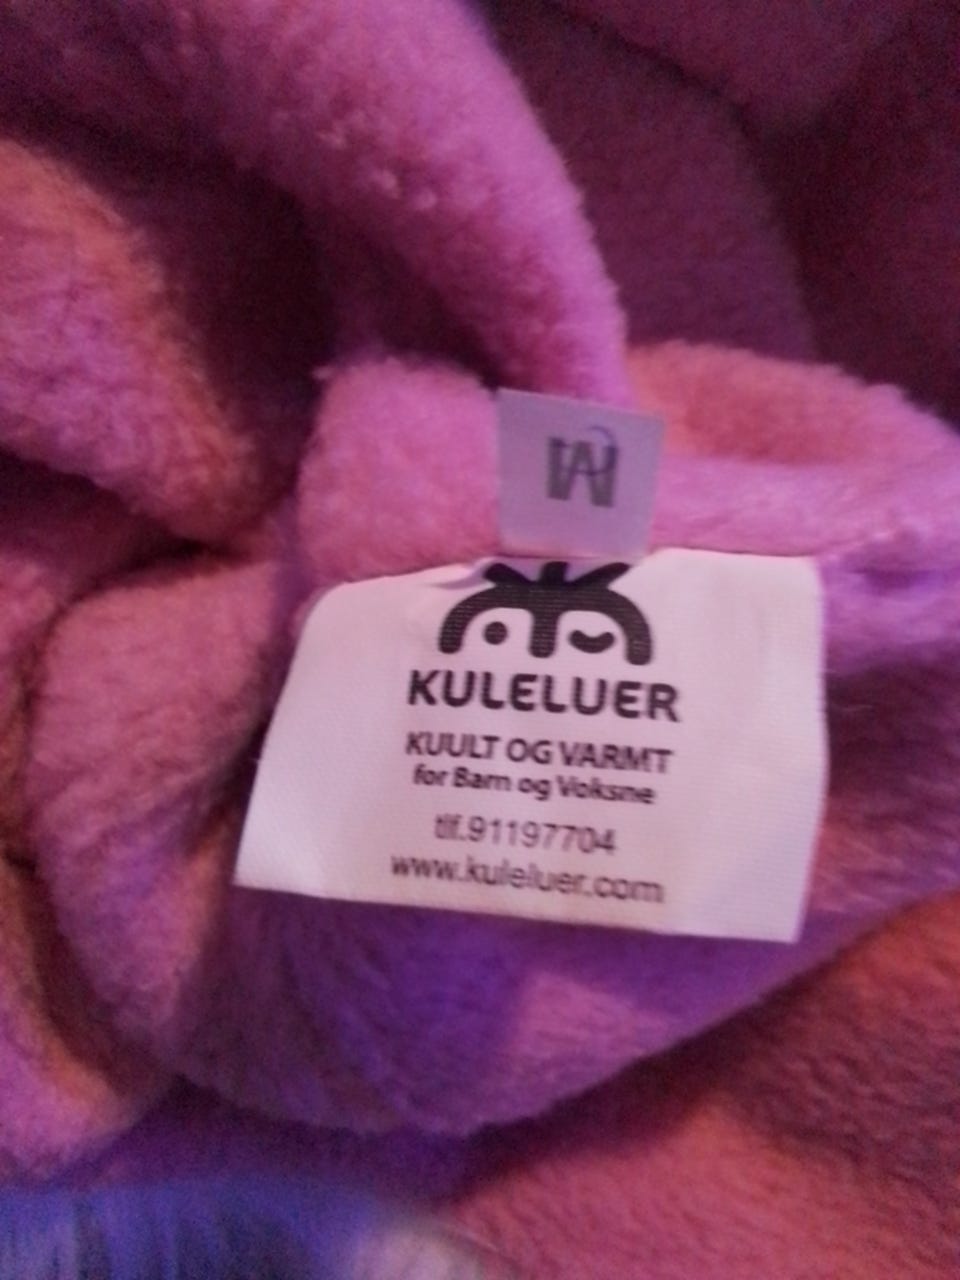 M
KULELUER
KUULT OG VARMT
for Barn og Voksne
tlf.91197704
www.kuleluer.com